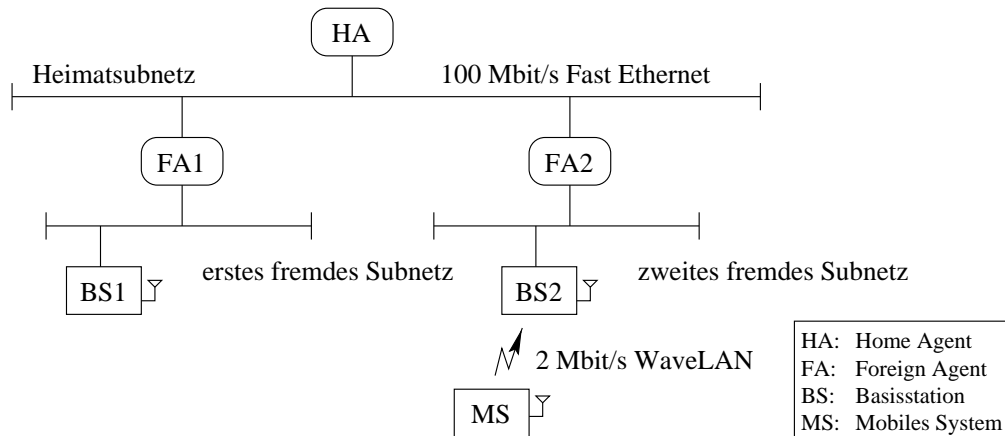 HA
Heimatsubnetz
100 Mbit/s Fast Ethernet
FA1
FA2
erstes fremdes Subnetz
zweites fremdes Subnetz
BS1
BS2
2 Mbit/s WaveLAN
MS
HA: Home Agent
FA: Foreign Agent
BS: Basisstation
MS: Mobiles System